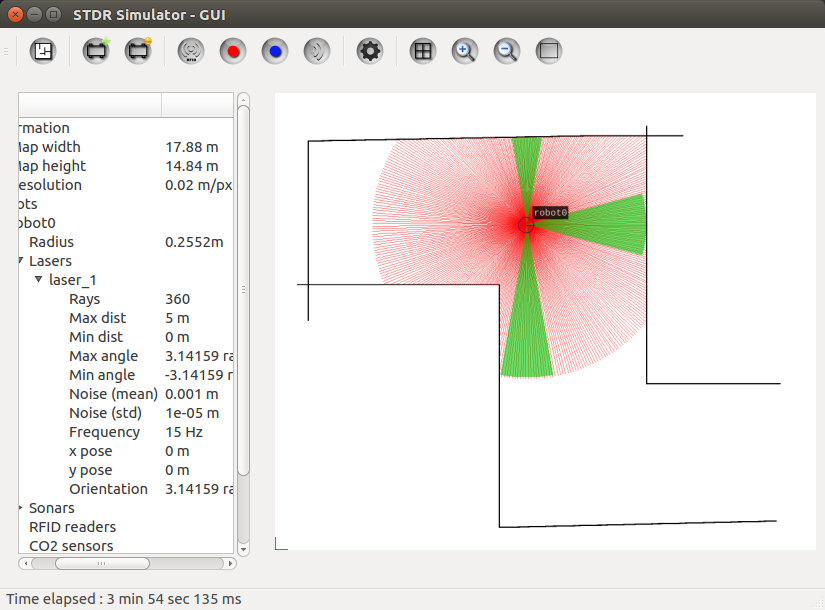 STDR Simulator - GUI
rmation
Map width 17.88 m
Map height 14.84 m
esolution 0.02 m/px
ots
obot0
Radius 0.2552m
Lasers
laser_1
Rays 360
Max dist 5 m
Min dist 0 m
Max angle 3.14159 ra
Min angle -3.14159 r
Noise (mean) 0.001 m
Noise (std) 1e-05 m
Frequency 15 Hz
x pose 0 m
y pose 0 m
Orientation 3.14159 ra
Sonars
RFID readers
CO2 sensors
robot0
Time elapsed : 3 min 54 sec 135 ms